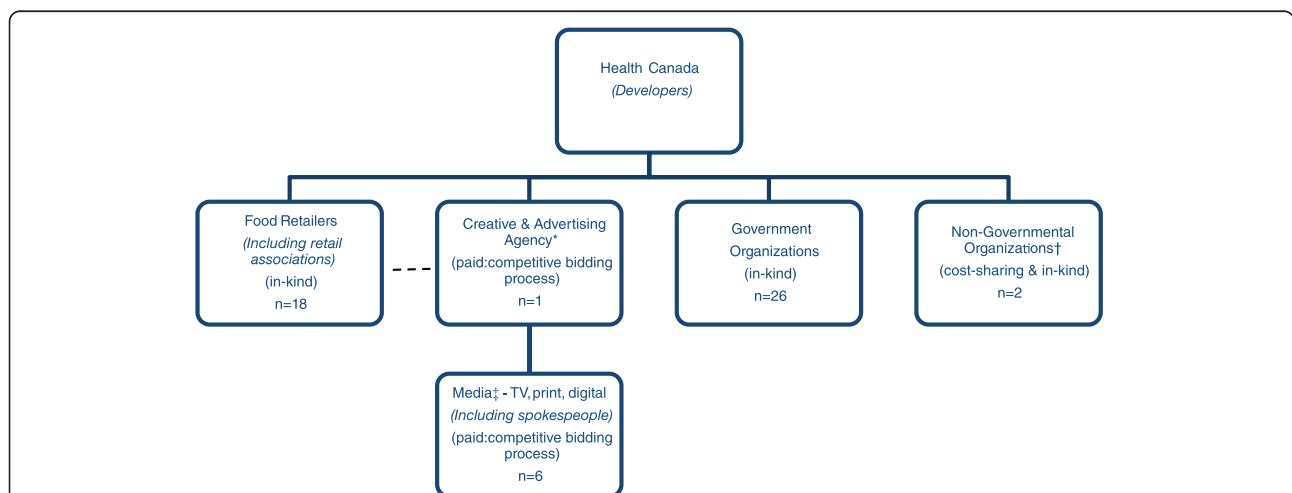 Health Canada
(Developers)
Food Retailers
(Including retail
associations)
(in-kind)
n=18
Creative & Advertising
Agency*
(paid:competitive bidding
process)
n=1
Government
Organizations
(in-kind)
n=26
Non-Governmental
Organizations†
(cost-sharing & in-kind)
n=2
Media‡ - TV, print, digital
(Including spokespeople)
(paid:competitive bidding
process)
n=6